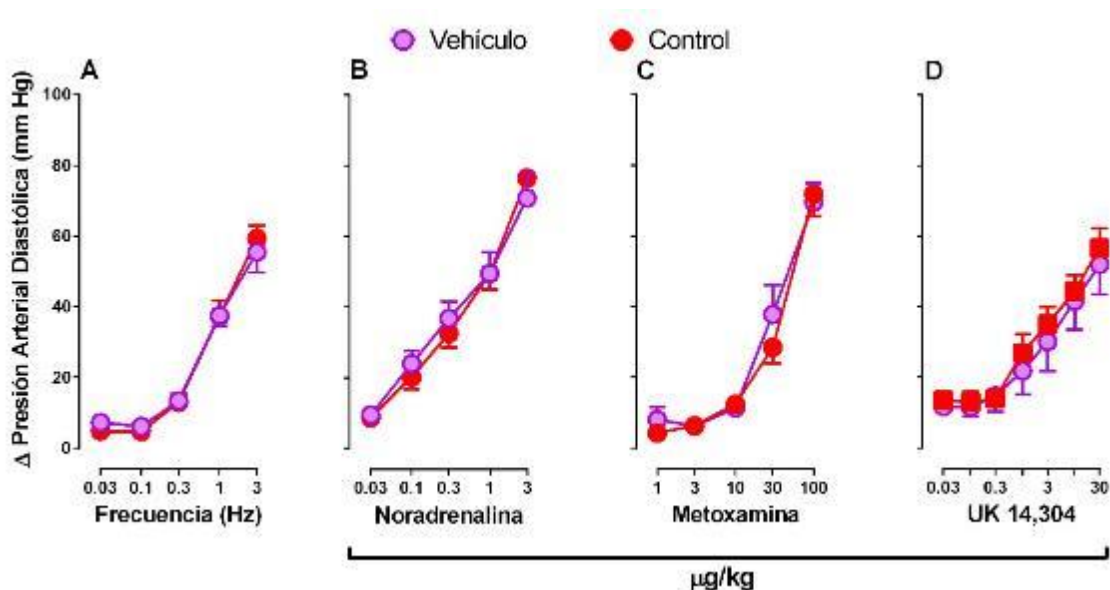 Vehículo Control
A B C D
Δ Presión Arterial Diastólica (mm Hg)
100
80
60
40
20
0
0.03 0.1 0.3 1 3
0.03 0.1 0.3 1 3
1 3 10 30 100
0.03 0.3 3 30
Frecuencia (Hz) Noradrenalina Metoxamina UK 14,304
µg/kg